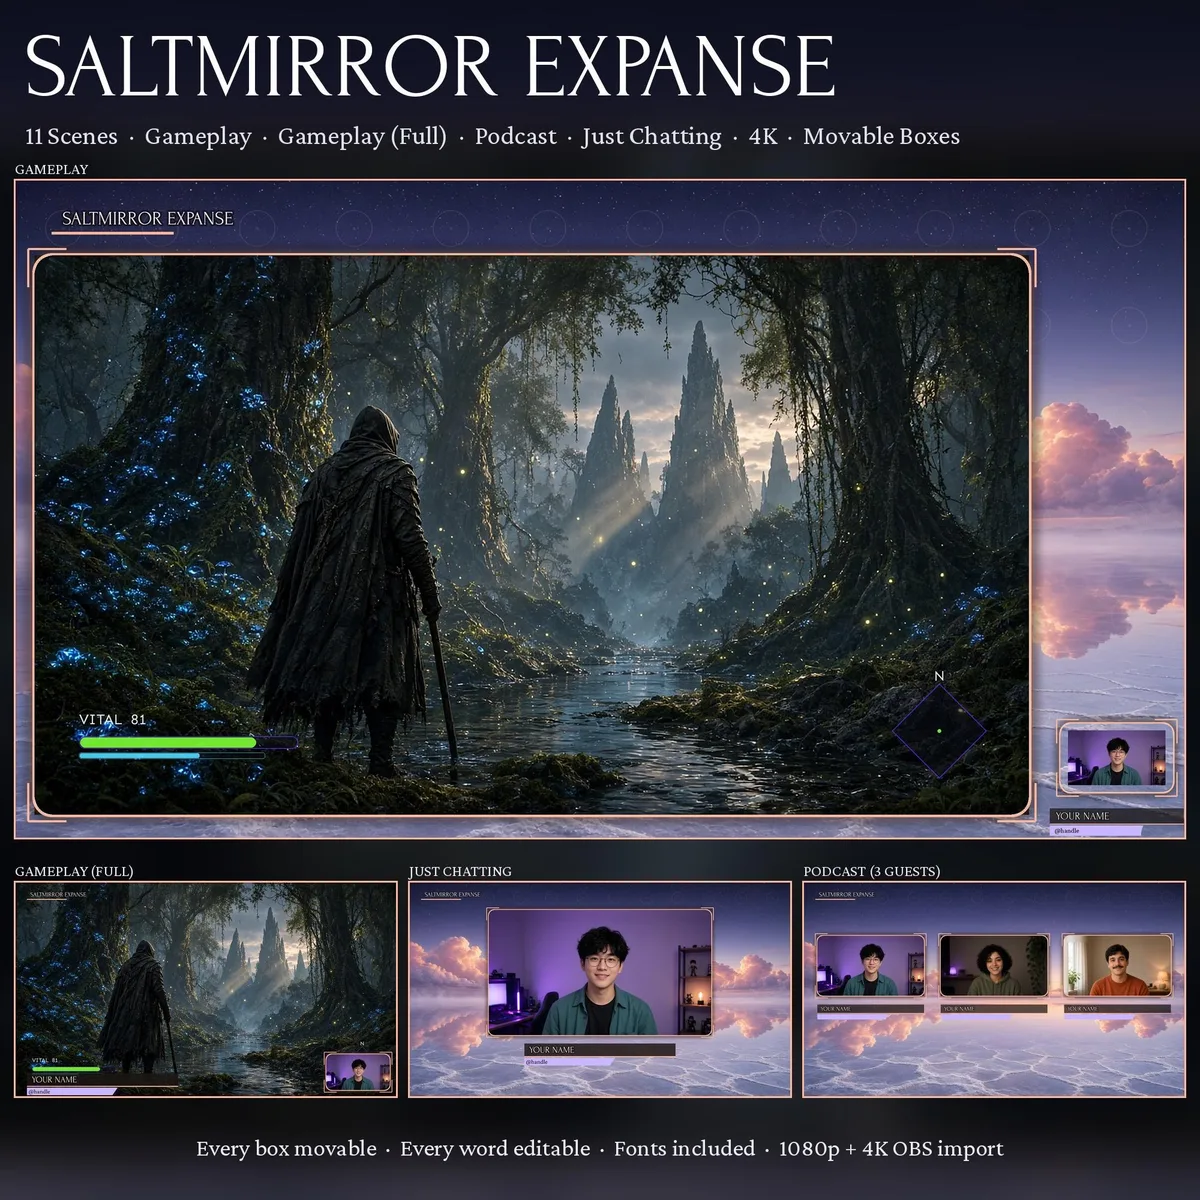 SALTMIRROR EXPANSE
11 Scenes · Gameplay · Gameplay (Full) · Podcast · Just Chatting · 4K · Movable Boxes
GAMEPLAY
SALTMIRROR EXPANSE
N
VITAL 81
YOUR NAME
@handle
GAMEPLAY (FULL)
SALTMIRROR EXPANSE
N
VITAL 81
YOUR NAME
@handle
JUST CHATTING
SALTMIRROR EXPANSE
YOUR NAME
@handle
PODCAST (3 GUESTS)
SALTMIRROR EXPANSE
YOUR NAME
YOUR NAME
YOUR NAME
Every box movable · Every word editable · Fonts included · 1080p + 4K OBS import